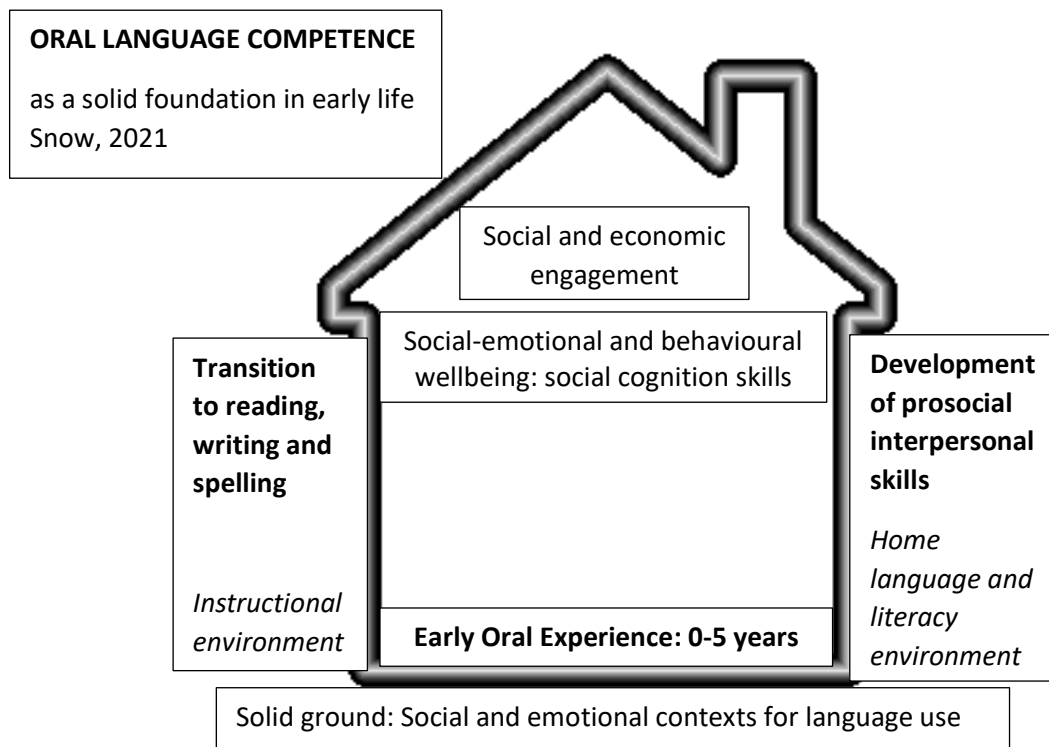 ORAL LANGUAGE COMPETENCE
as a solid foundation in early life
Snow, 2021
Social and economic
engagement
Social-emotional and behavioural
wellbeing: social cognition skills
Transition
to reading,
writing and
spelling
Instructional
environment
Development
of prosocial
interpersonal
skills
Home
language and
literacy
environment
Early Oral Experience: 0-5 years
Solid ground: Social and emotional contexts for language use